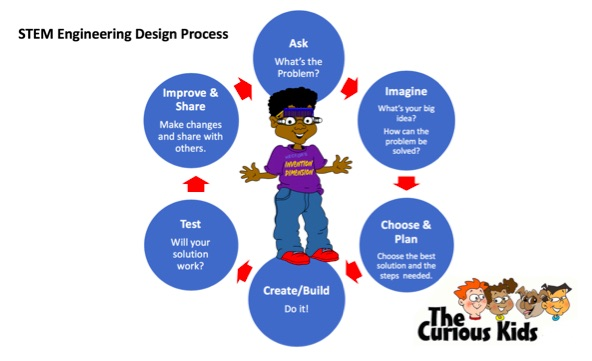 STEM Engineering Design Process
Ask
What's the
Problem?
Imagine
What's your big
idea?
How can the
problem be
solved?
Choose &
Plan
Choose the best
solution and the
steps needed.
Create/Build
Do it!
Test
Will your
solution
work?
Improve &
Share
Make changes
and share with
others.
INVENTION
DIMENSION
The
Curious Kids